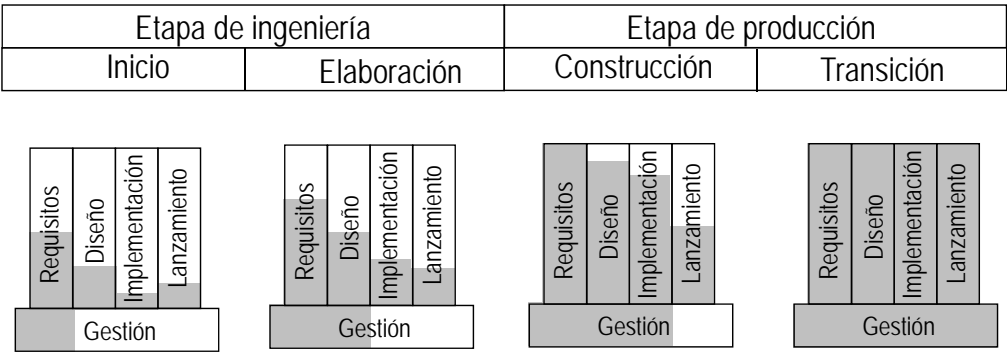 Etapa de ingeniería Etapa de producción
Inicio Elaboración Construcción Transición
Requisitos Diseño Implementación Lanzamiento
Gestión
Requisitos Diseño Implementación Lanzamiento
Gestión
Requisitos Diseño Implementación Lanzamiento
Gestión
Requisitos Diseño Implementación Lanzamiento
Gestión